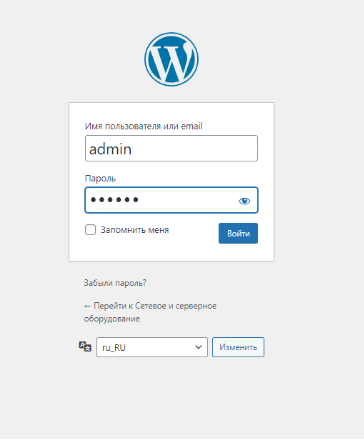 Имя пользователя или email
admin
Пароль
••••••
Запомнить меня
Войти
Забыли пароль?
← Перейти к Сетевое и серверное
оборудование
ru_RU
Изменить